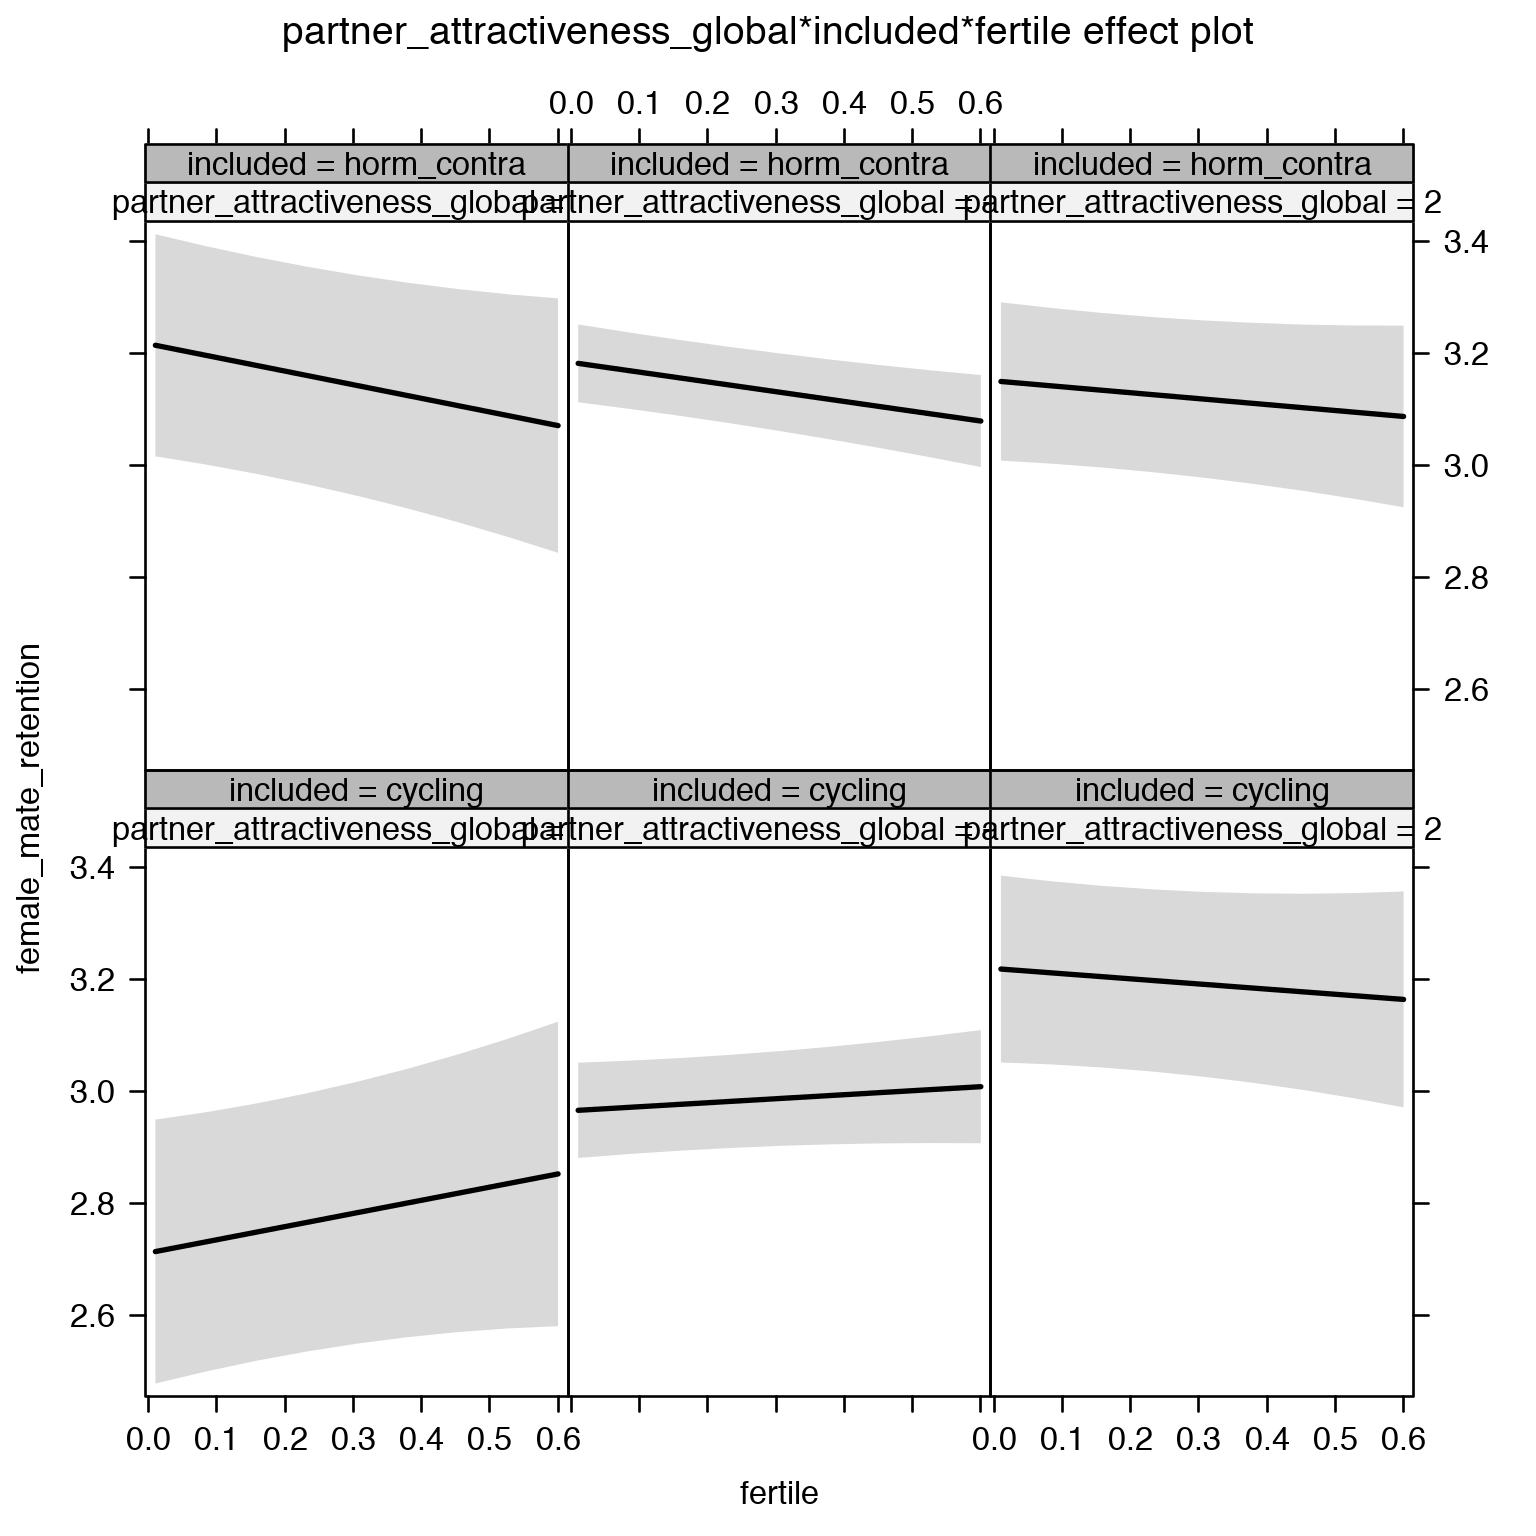 partner_attractiveness_global*included*fertile effect plot
0.0 0.1 0.2 0.3 0.4 0.5 0.6
included = horm_contra included = horm_contra included = horm_contra
partner_attractiveness_global = partner_attractiveness_global = partner_attractiveness_global = 2
3.4
3.2
3.0
2.8
2.6
female_mate_retention
included = cycling included = cycling included = cycling
partner_attractiveness_global = partner_attractiveness_global = partner_attractiveness_global = 2
3.4
3.2
3.0
2.8
2.6
0.0 0.1 0.2 0.3 0.4 0.5 0.6 0.0 0.1 0.2 0.3 0.4 0.5 0.6
fertile